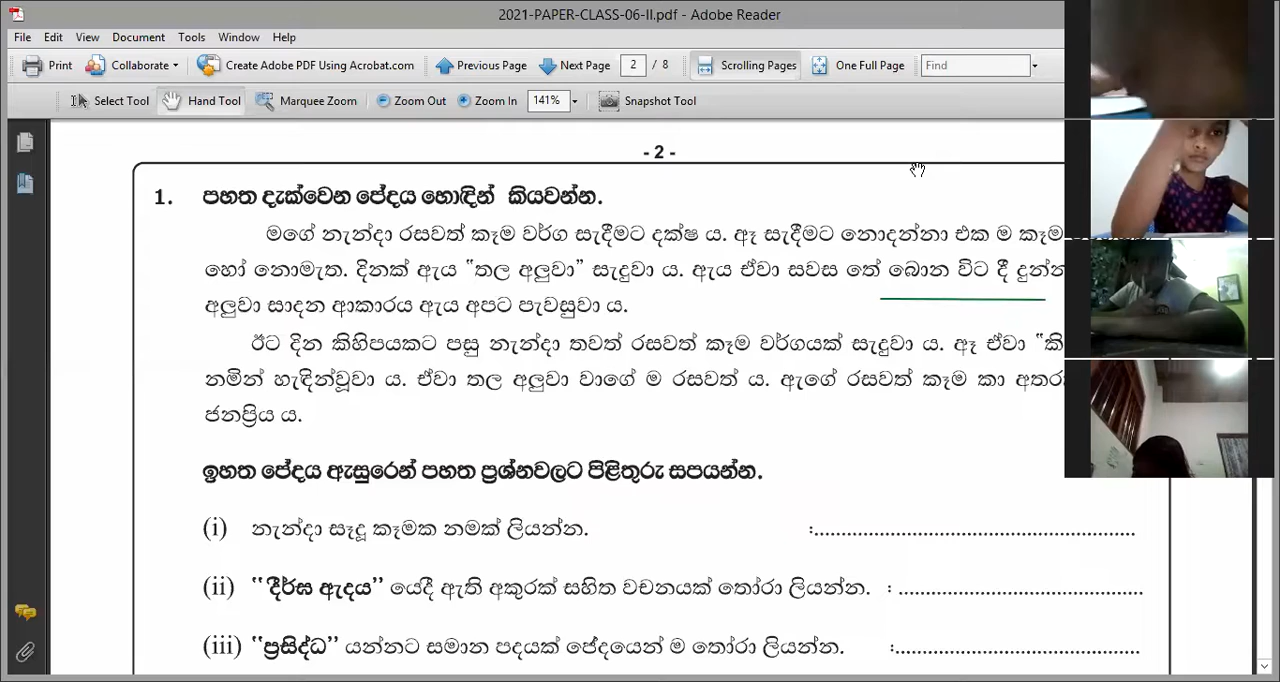 2021-PAPER-CLASS-06-II.pdf - Adobe Reader
File Edit View Document Tools Window Help
Print Collaborate Create Adobe PDF Using Acrobat.com Previous Page Next Page 2 / 8 Scrolling Pages One Full Page Find
Select Tool Hand Tool Marquee Zoom Zoom Out Zoom In 141% Snapshot Tool
- 2 -
1. පහත දැක්වෙන ඡේදය හොඳින් කියවන්න.
මගේ නැන්දා රසවත් කෑම වර්ග සැදීමට දක්ෂ ය. ඈ සැදීමට නොදන්නා එක ම කෑම
හෝ නොමැත. දිනක් ඇය “තල අලුවා” සැදුවා ය. ඇය ඒවා සවස තේ බොන විට දී
අලුවා සාදන ආකාරය ඇය අපට පැවසුවා ය.
ඊට දින කිහිපයකට පසු නැන්දා තවත් රසවත් කෑම වර්ගයක් සැදුවා ය. ඈ ඒවා
නමින් හැඳින්වූවා ය. ඒවා තල අලුවා වාගේ ම රසවත් ය. ඇගේ රසවත් කෑම කා
ජනප්‍රිය ය.
ඉහත ඡේදය ඇසුරෙන් පහත ප්‍රශ්නවලට පිළිතුරු සපයන්න.
(i) නැන්දා සෑදූ කෑමක නමක් ලියන්න. :......................................................
(ii) “දීර්ඝ ඇදය” යෙදී ඇති අකුරක් සහිත වචනයක් තෝරා ලියන්න. : ..........................................
(iii) “ප්‍රසිද්ධ” යන්නට සමාන පදයක් ඡේදයෙන් ම තෝරා ලියන්න. :..........................................